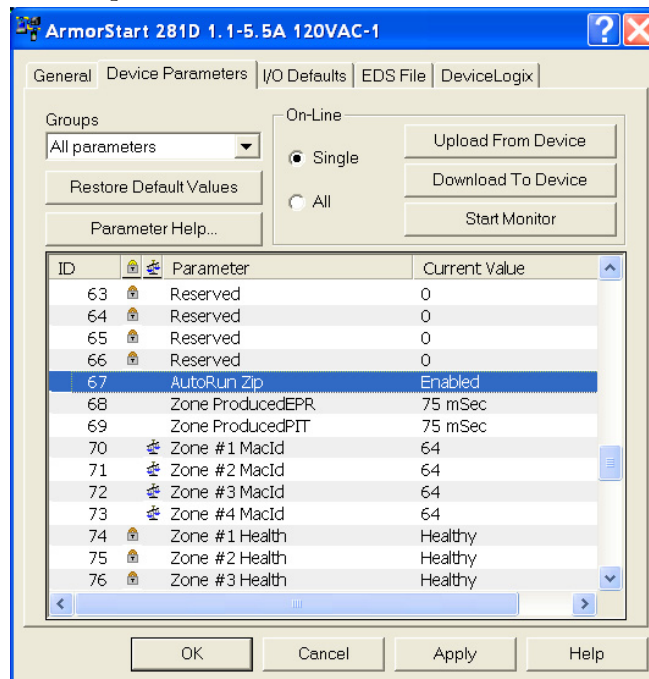 ArmorStart 281D 1.1-5.5A 120VAC-1
General Device Parameters I/O Defaults EDS File DeviceLogix
Groups
All parameters
Restore Default Values
Parameter Help...
On-Line
Single
All
Upload From Device
Download To Device
Start Monitor
ID Parameter Current Value
63 Reserved 0
64 Reserved 0
65 Reserved 0
66 Reserved 0
67 AutoRun Zip Enabled
68 Zone ProducedEPR 75 mSec
69 Zone ProducedPIT 75 mSec
70 Zone #1 MacId 64
71 Zone #2 MacId 64
72 Zone #3 MacId 64
73 Zone #4 MacId 64
74 Zone #1 Health Healthy
75 Zone #2 Health Healthy
76 Zone #3 Health Healthy
OK Cancel Apply Help